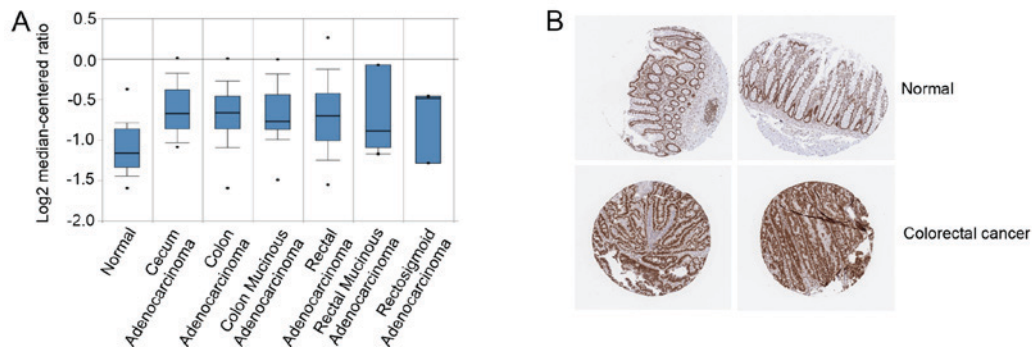 A
Log2 median-centered ratio
0.5
0.0
-0.5
-1.0
-1.5
-2.0
Normal
Cecum
Adenocarcinoma
Colon
Adenocarcinoma
Colon Mucinous
Adenocarcinoma
Rectal
Adenocarcinoma
Rectal Mucinous
Adenocarcinoma
Rectosigmoid
Adenocarcinoma
B
Normal
Colorectal cancer